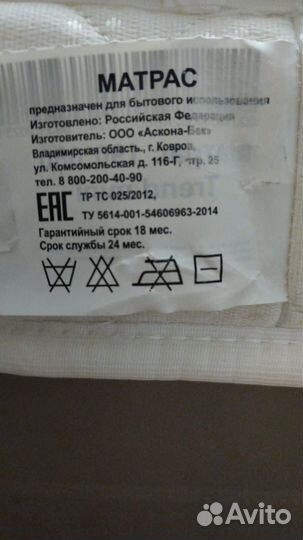 МАТРАС
предназначен для бытового использования
Изготовлено: Российская Федерация
Изготовитель: ООО «Аскона-Век»
Владимирская область, г. Ковров,
ул. Комсомольская д. 116-Г, стр. 25
тел. 8 800-200-40-90
EAC ТР ТС 025/2012,
ТУ 5614-001-54606963-2014
Гарантийный срок 18 мес.
Срок службы 24 мес.
Avito